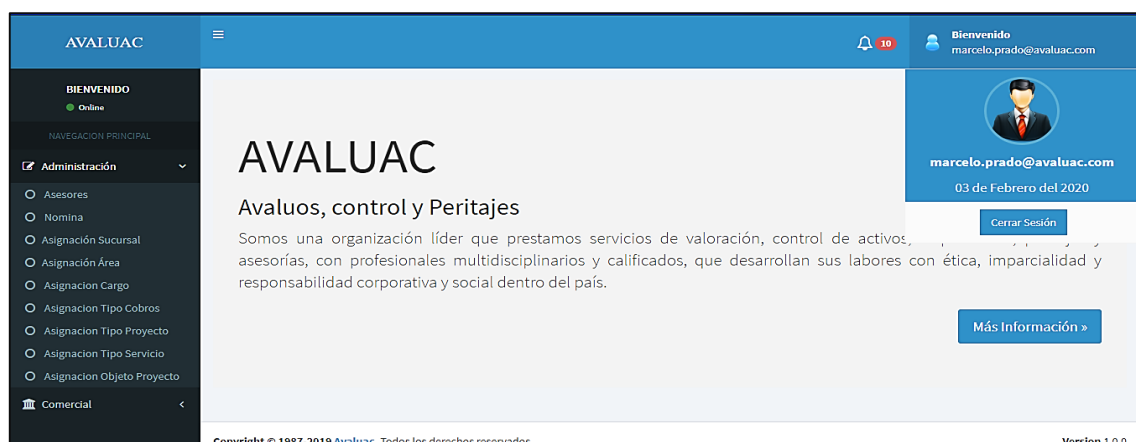 AVALUAC
10
Bienvenido
marcelo.prado@avaluac.com
BIENVENIDO
Online
NAVEGACION PRINCIPAL
Administración
Asesores
Nomina
Asignación Sucursal
Asignación Área
Asignacion Cargo
Asignacion Tipo Cobros
Asignacion Tipo Proyecto
Asignacion Tipo Servicio
Asignacion Objeto Proyecto
Comercial
marcelo.prado@avaluac.com
03 de Febrero del 2020
Cerrar Sesión
AVALUAC
Avaluos, control y Peritajes
Somos una organización líder que prestamos servicios de valoración, control de activos,
asesorías, con profesionales multidisciplinarios y calificados, que desarrollan sus labores con ética, imparcialidad y
responsabilidad corporativa y social dentro del país.
Más Información »
Copyright © 1987-2019 Avaluac. Todos los derechos reservados.
Version 1.0.0